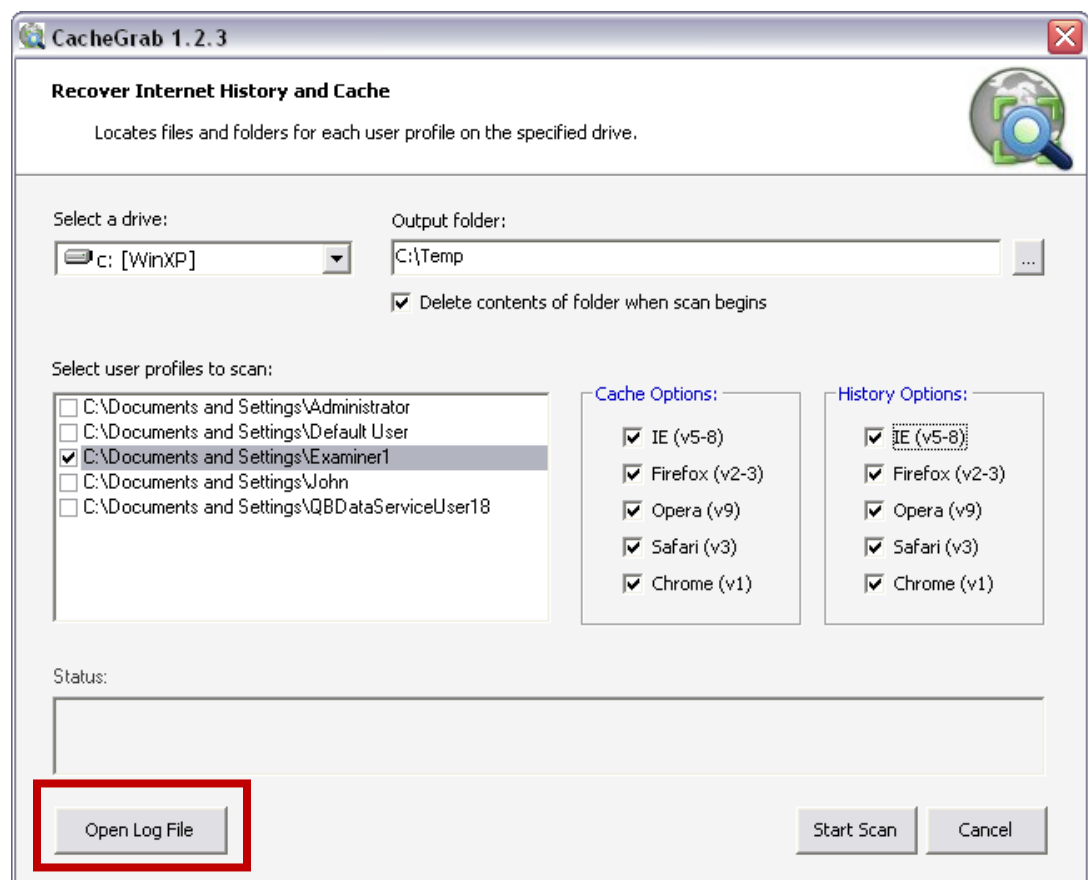 CacheGrab 1.2.3
Recover Internet History and Cache
Locates files and folders for each user profile on the specified drive.
Select a drive:
Output folder:
c: [WinXP]
C:\Temp
...
Delete contents of folder when scan begins
Select user profiles to scan:
C:\Documents and Settings\Administrator
C:\Documents and Settings\Default User
C:\Documents and Settings\Examiner1
C:\Documents and Settings\John
C:\Documents and Settings\QBDataServiceUser18
Cache Options:
IE (v5-8)
Firefox (v2-3)
Opera (v9)
Safari (v3)
Chrome (v1)
History Options:
IE (v5-8)
Firefox (v2-3)
Opera (v9)
Safari (v3)
Chrome (v1)
Status:
Open Log File
Start Scan
Cancel